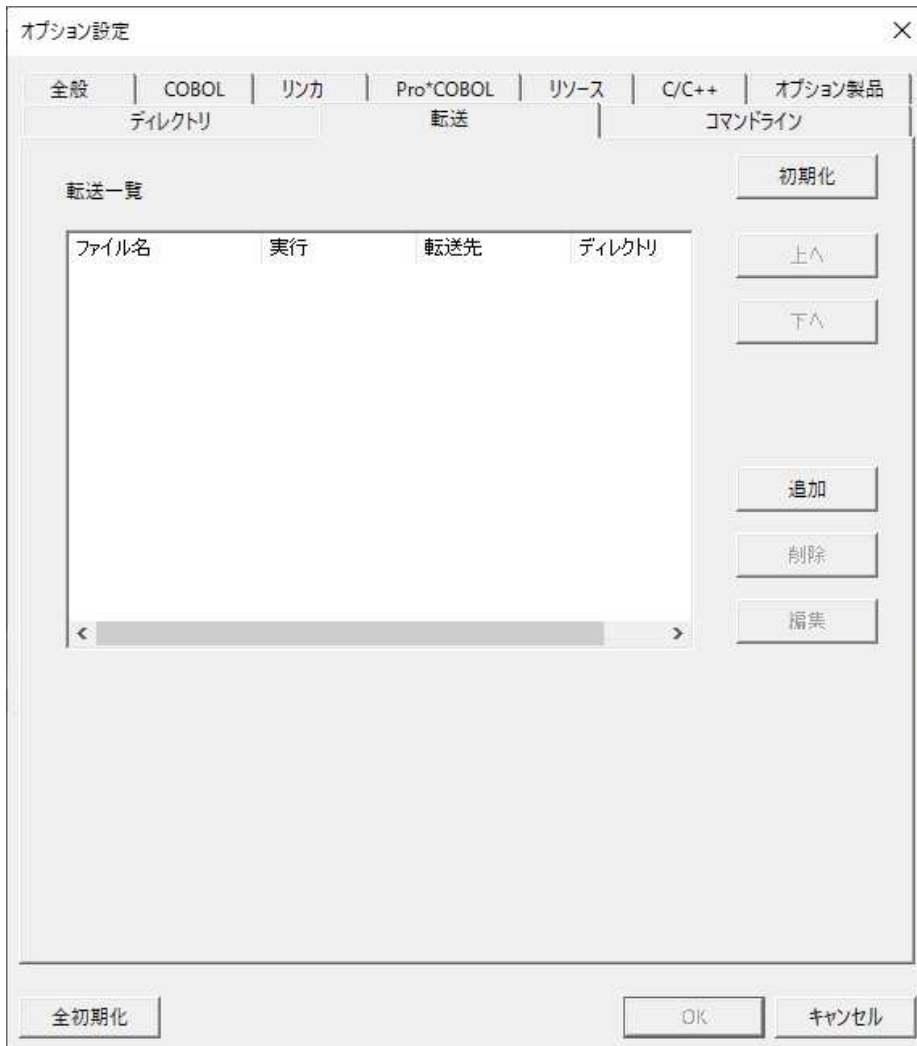 オプション設定
全般 COBOL リンカ Pro*COBOL リソース C/C++ オプション製品
ディレクトリ 転送 コマンドライン
初期化
転送一覧
ファイル名 実行 転送先 ディレクトリ
上へ
下へ
追加
削除
編集
全初期化 OK キャンセル